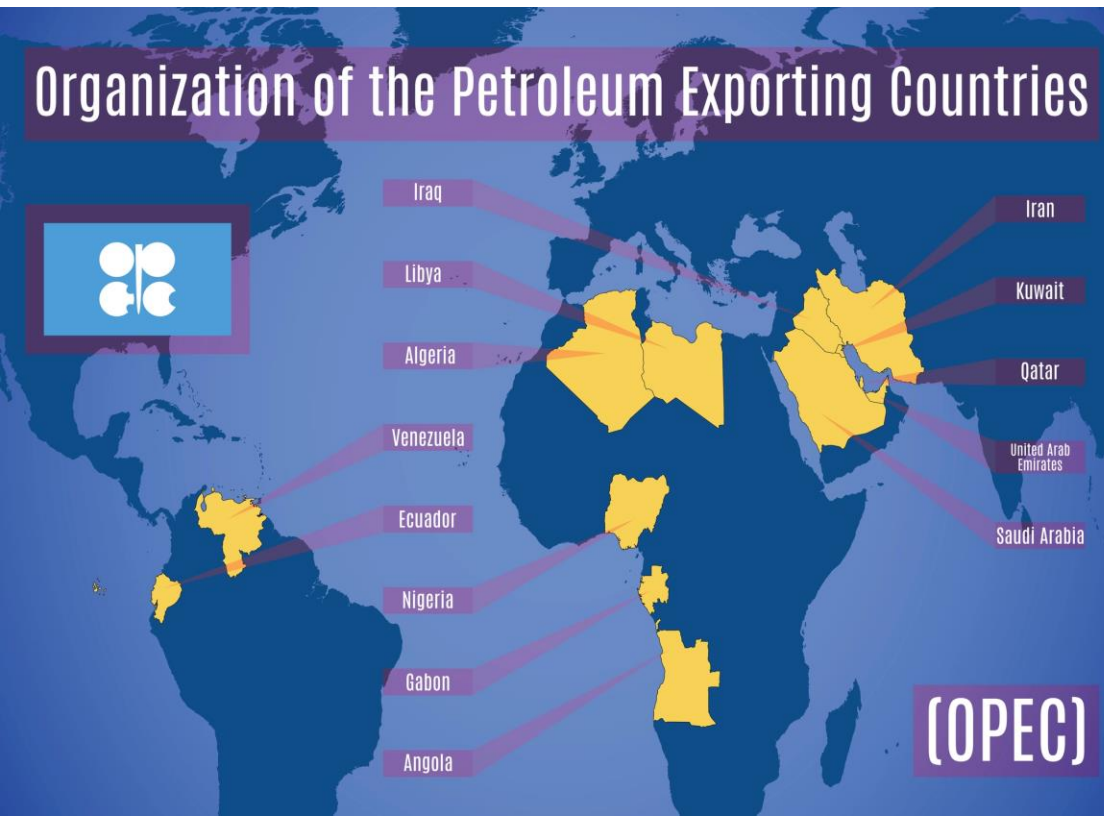 Organization of the Petroleum Exporting Countries
Iraq
Libya
Algeria
Venezuela
Ecuador
Nigeria
Gabon
Angola
Iran
Kuwait
Qatar
United Arab
Emirates
Saudi Arabia
(OPEC)